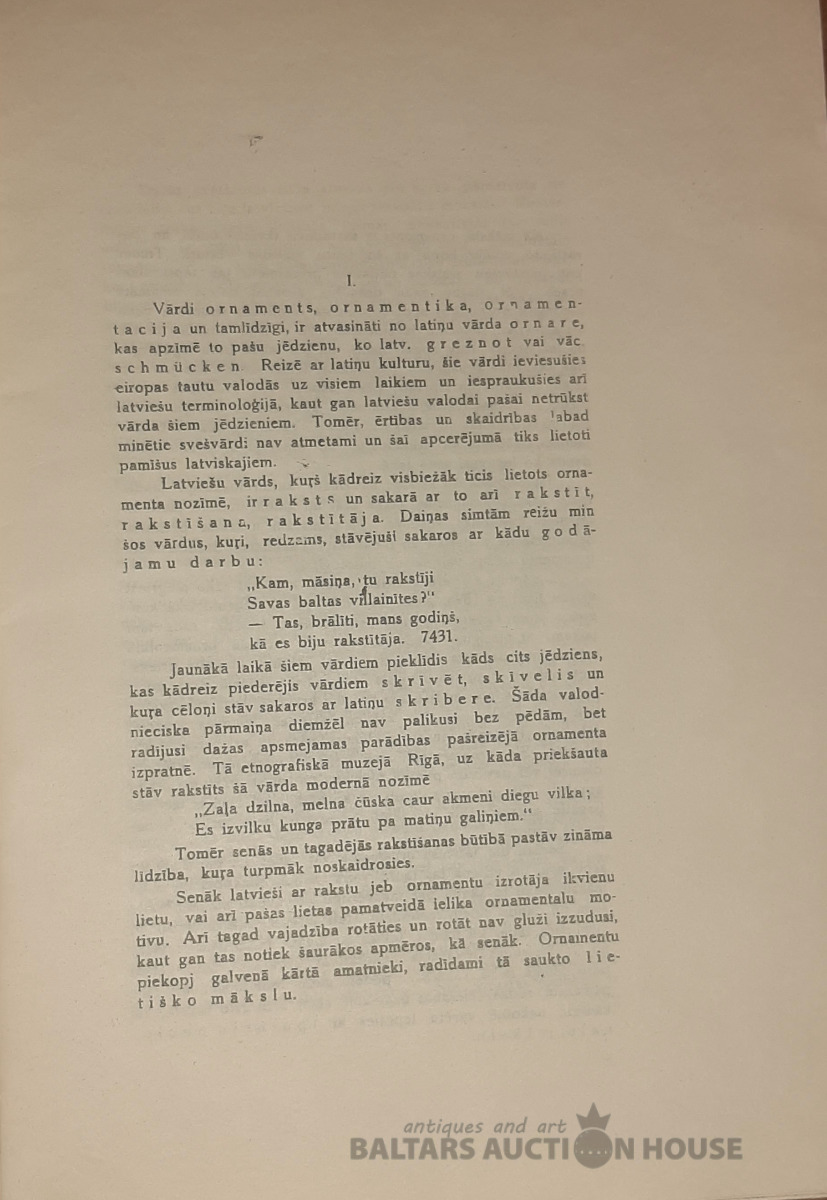 I.
Vārdi ornaments, ornamentika, ornamen-
tacija un tamlīdzīgi, ir atvasināti no latiņu vārda ornare,
kas apzīmē to pašu jēdzienu, ko latv. greznot vai vāc.
schmücken. Reizē ar latiņu kulturu, šie vārdi ieviesušies
eiropas tautu valodās uz visiem laikiem un iespraukušies arī
latviešu terminoloģijā, kaut gan latviešu valodai pašai netrūkst
vārda šiem jēdzieniem. Tomēr, ērtības un skaidrības labad
minētie svešvārdi nav atmetami un šai apcerējumā tiks lietoti
pamīšus latviskajiem.
Latviešu vārds, kuŗš kādreiz visbiežāk ticis lietots orna-
menta nozīmē, ir raksts un sakarā ar to arī rakstīt,
rakstīšana, rakstītāja. Daiņas simtām reižu min
šos vārdus, kuŗi, redzams, stāvējuši sakaros ar kādu godā-
jamu darbu:
„Kam, māsiņa, tu rakstīji
Savas baltas villainītes?"
— Tas, brālīti, mans godiņš,
kā es biju rakstītāja. 7431.
Jaunākā laikā šiem vārdiem pieklīdis kāds cits jēdziens,
kas kādreiz piederējis vārdiem skrīvēt, skīvelis un
kuŗa cēloņi stāv sakaros ar latiņu skribere. Šāda valod-
nieciska pārmaiņa diemžēl nav palikusi bez pēdām, bet
radījusi dažas apsmejamas parādības pašreizējā ornamenta
izpratnē. Tā etnografiskā muzejā Rīgā, uz kāda priekšauta
stāv rakstīts šā vārda modernā nozīmē
„Zaļa dzilna, melna čūska caur akmeni diegu vilka;
Es izvilku kunga prātu pa matiņu galiņiem."
Tomēr senās un tagadējās rakstīšanas būtībā pastāv zināma
līdzība, kuŗa turpmāk noskaidrosies.
Senāk latvieši ar rakstu jeb ornamentu izrotāja ikvienu
lietu, vai arī pašas lietas pamatveidā ielika ornamentalu mo-
tīvu. Arī tagad vajadzība rotāties un rotāt nav gluži izzudusi,
kaut gan tas notiek šaurākos apmēros, kā senāk. Ornamentu
piekopj galvenā kārtā amatnieki, radīdami tā saukto lie-
tišķo mākslu.
antiques and art
BALTARS AUCTION HOUSE